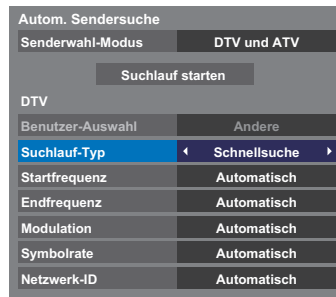 Autom. Sendersuche
Senderwahl-Modus DTV und ATV
Suchlauf starten
DTV
Benutzer-Auswahl Andere
Suchlauf-Typ Schnellsuche
Startfrequenz Automatisch
Endfrequenz Automatisch
Modulation Automatisch
Symbolrate Automatisch
Netzwerk-ID Automatisch